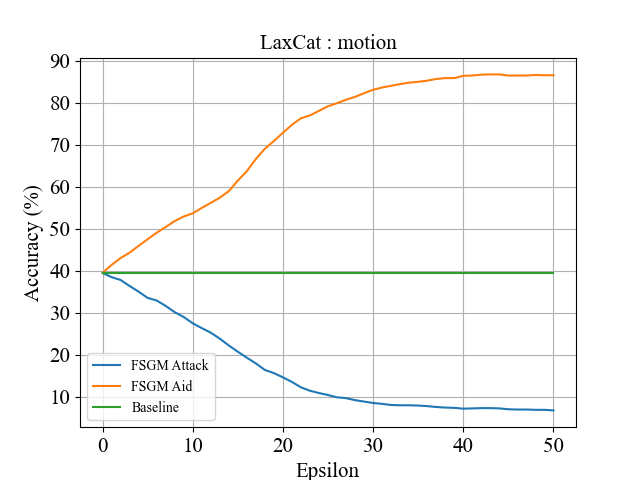 LaxCat : motion
Accuracy (%)
90
80
70
60
50
40
30
20
10
FSGM Attack
FSGM Aid
Baseline
0 10 20 30 40 50
Epsilon